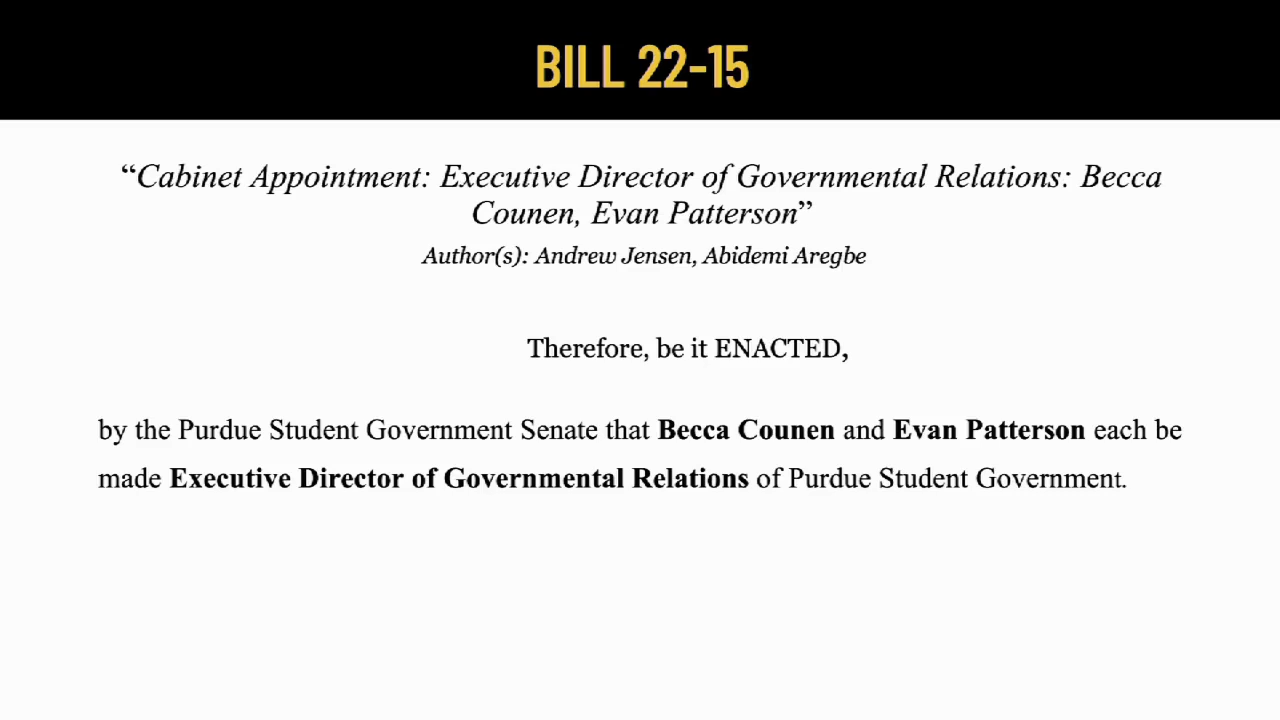 BILL 22-15
“Cabinet Appointment: Executive Director of Governmental Relations: Becca
Counen, Evan Patterson”
Author(s): Andrew Jensen, Abidemi Aregbe
Therefore, be it ENACTED,
by the Purdue Student Government Senate that Becca Counen and Evan Patterson each be
made Executive Director of Governmental Relations of Purdue Student Government.